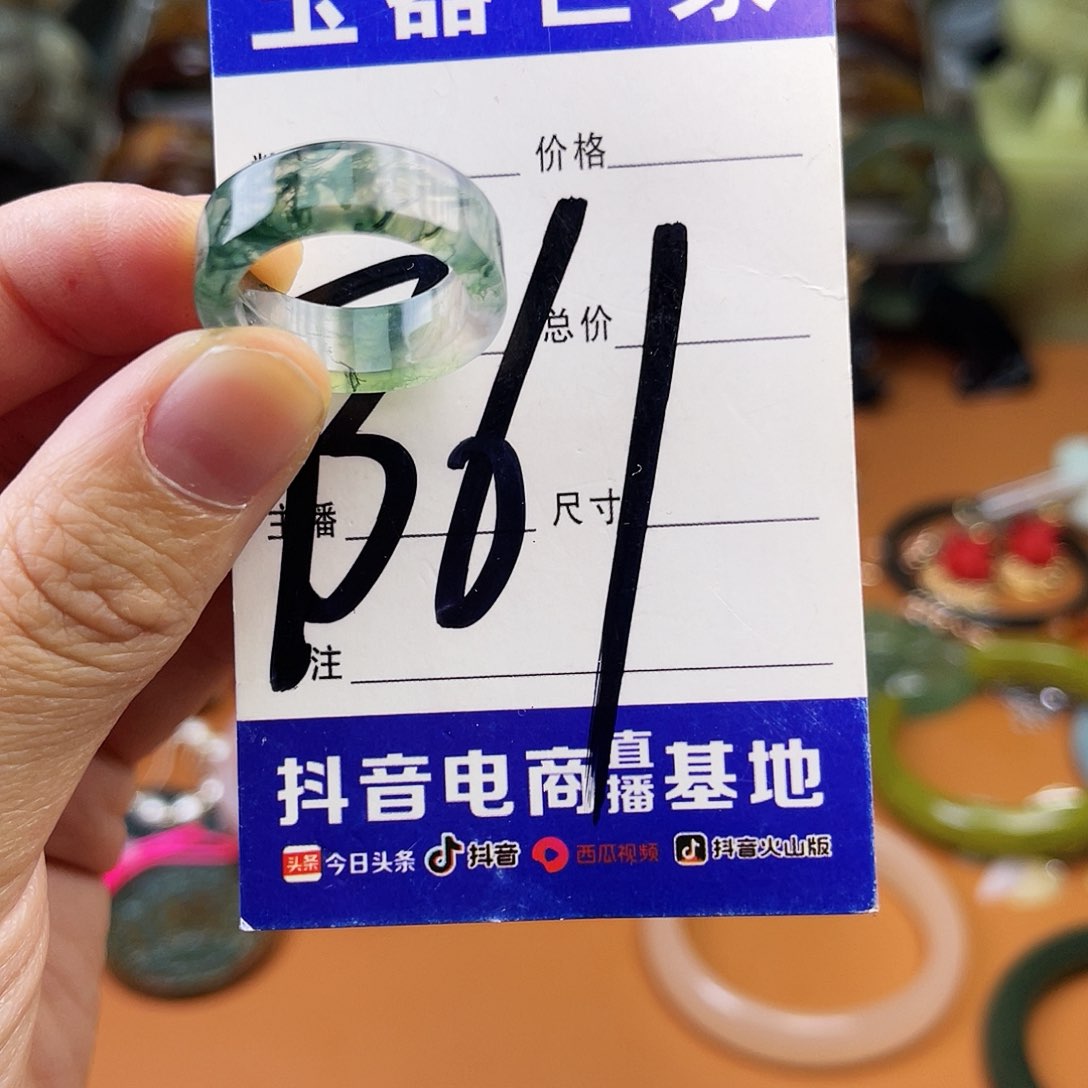 价格
B61
总价
主播
尺寸
注
抖音电商直播基地
头条 今日头条 抖音 西瓜视频 抖音火山版